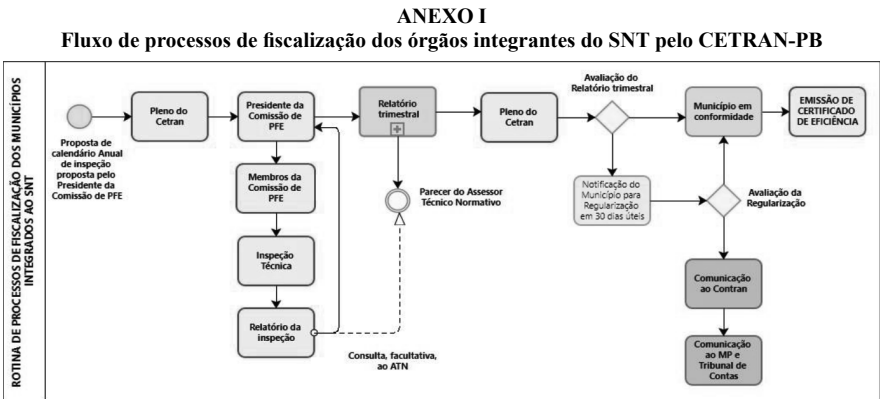 ANEXO I
Fluxo de processos de fiscalização dos órgãos integrantes do SNT pelo CETRAN-PB
ROTINA DE PROCESSOS DE FISCALIZAÇÃO DOS MUNICÍPIOS
INTEGRADOS AO SNT
Proposta de
calendário Anual
de inspeção
proposta pelo
Presidente da
Comissão de PFE
Pleno do
Cetran
Presidente da
Comissão de
PFE
Membros da
Comissão de
PFE
Inspeção
Técnica
Relatório da
inspeção
Relatório
trimestral
Parecer do Assessor
Técnico Normativo
Consulta, facultativa,
ao ATN
Pleno do
Cetran
Avaliação do
Relatório trimestral
Notificação do
Município para
Regularização
em 30 dias úteis
Município em
conformidade
EMISSÃO DE
CERTIFICADO
DE EFICIÊNCIA
Avaliação da
Regularização
Comunicação
ao Contran
Comunicação
ao MP e
Tribunal de
Contas